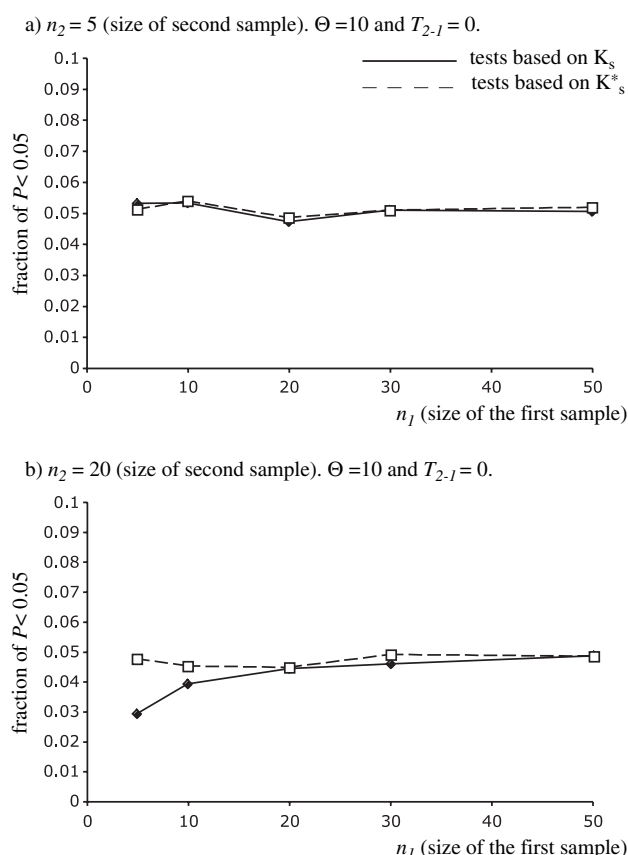 a) n2 = 5 (size of second sample). Θ =10 and T2-1 = 0.
tests based on Ks
tests based on K*s
0.1
0.09
0.08
0.07
0.06
0.05
0.04
0.03
0.02
0.01
0
fraction of P< 0.05
0 10 20 30 40 50
n1 (size of the first sample)
b) n2 = 20 (size of second sample). Θ =10 and T2-1 = 0.
0.1
0.09
0.08
0.07
0.06
0.05
0.04
0.03
0.02
0.01
0
fraction of P< 0.05
0 10 20 30 40 50
n1 (size of the first sample)